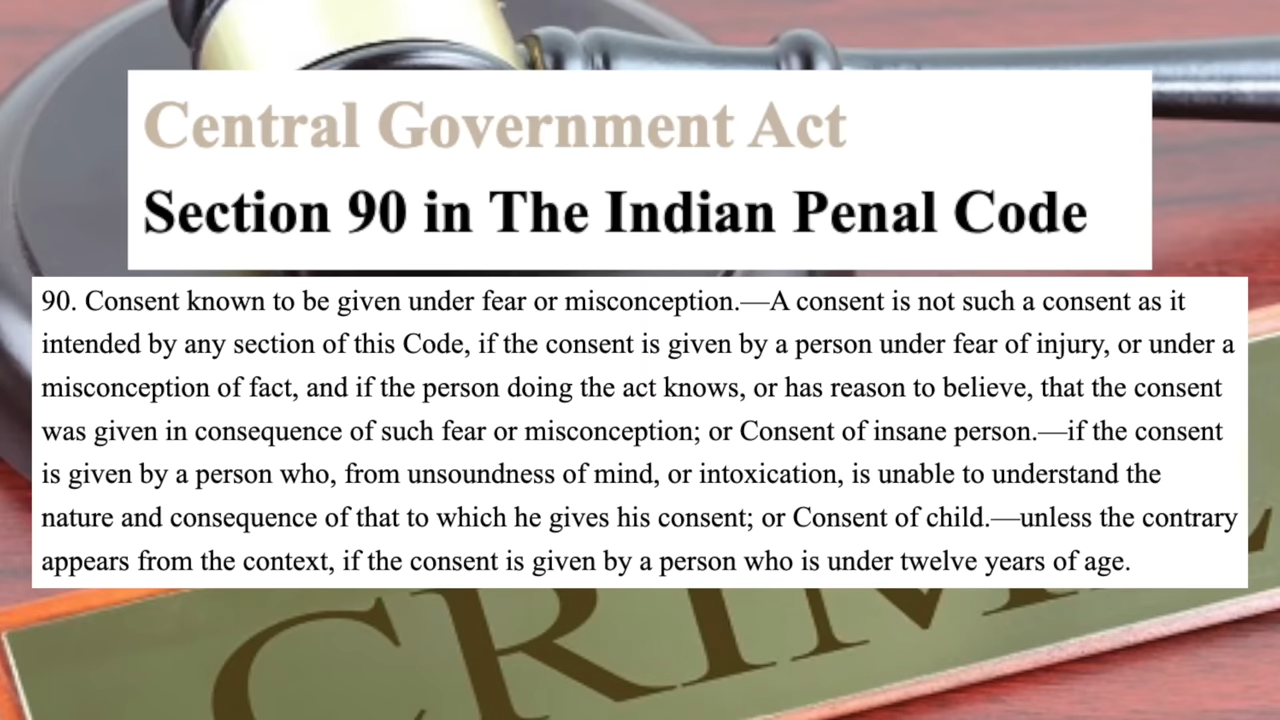 Central Government Act
Section 90 in The Indian Penal Code
90. Consent known to be given under fear or misconception.—A consent is not such a consent as it
intended by any section of this Code, if the consent is given by a person under fear of injury, or under a
misconception of fact, and if the person doing the act knows, or has reason to believe, that the consent
was given in consequence of such fear or misconception; or Consent of insane person.—if the consent
is given by a person who, from unsoundness of mind, or intoxication, is unable to understand the
nature and consequence of that to which he gives his consent; or Consent of child.—unless the contrary
appears from the context, if the consent is given by a person who is under twelve years of age.
CRIME